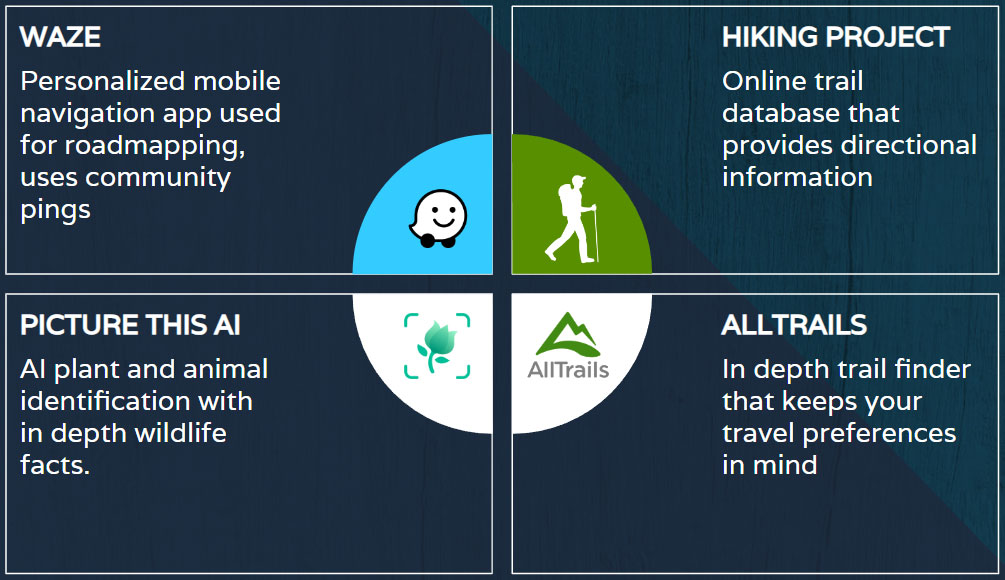 WAZE
Personalized mobile
navigation app used
for roadmapping,
uses community
pings
HIKING PROJECT
Online trail
database that
provides directional
information
PICTURE THIS AI
AI plant and animal
identification with
in depth wildlife
facts.
AllTrails
ALLTRAILS
In depth trail finder
that keeps your
travel preferences
in mind